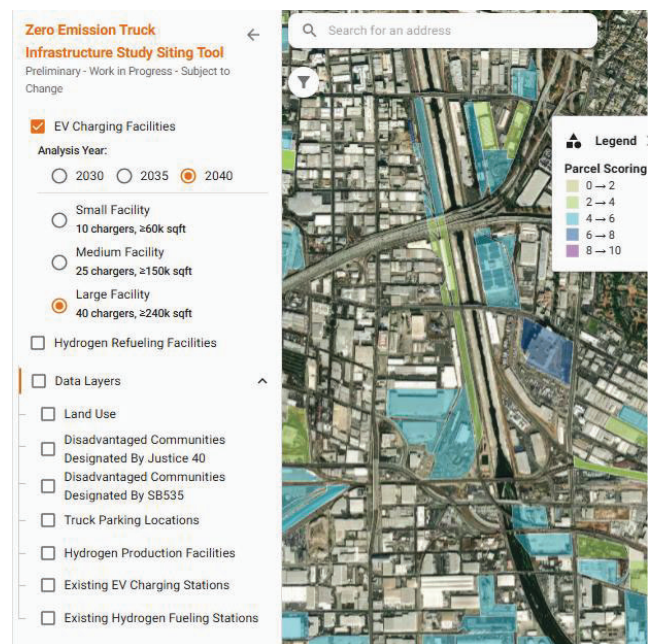 Zero Emission Truck
Infrastructure Study Siting Tool
Preliminary - Work in Progress - Subject to
Change
EV Charging Facilities
Analysis Year:
2030 2035 2040
Small Facility
10 chargers, ≥60k sqft
Medium Facility
25 chargers, ≥150k sqft
Large Facility
40 chargers, ≥240k sqft
Hydrogen Refueling Facilities
Data Layers
Land Use
Disadvantaged Communities
Designated By Justice 40
Disadvantaged Communities
Designated By SB535
Truck Parking Locations
Hydrogen Production Facilities
Existing EV Charging Stations
Existing Hydrogen Fueling Stations
Search for an address
Legend
Parcel Scoring
0→2
2→4
4→6
6→8
8→10